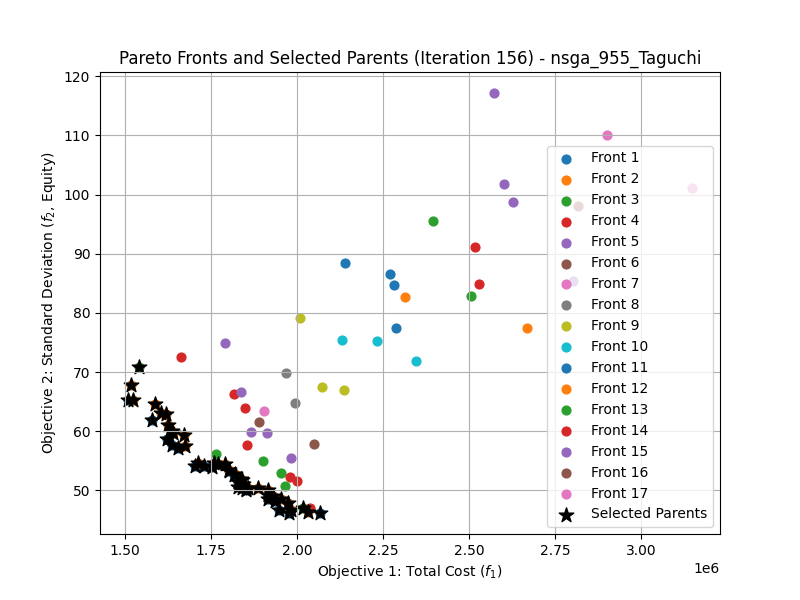 Pareto Fronts and Selected Parents (Iteration 156) - nsga_955_Taguchi
Objective 2: Standard Deviation (f₂, Equity)
120
110
100
90
80
70
60
50
1.50 1.75 2.00 2.25 2.50 2.75 3.00
1e6
Objective 1: Total Cost (f₁)
Front 1
Front 2
Front 3
Front 4
Front 5
Front 6
Front 7
Front 8
Front 9
Front 10
Front 11
Front 12
Front 13
Front 14
Front 15
Front 16
Front 17
Selected Parents